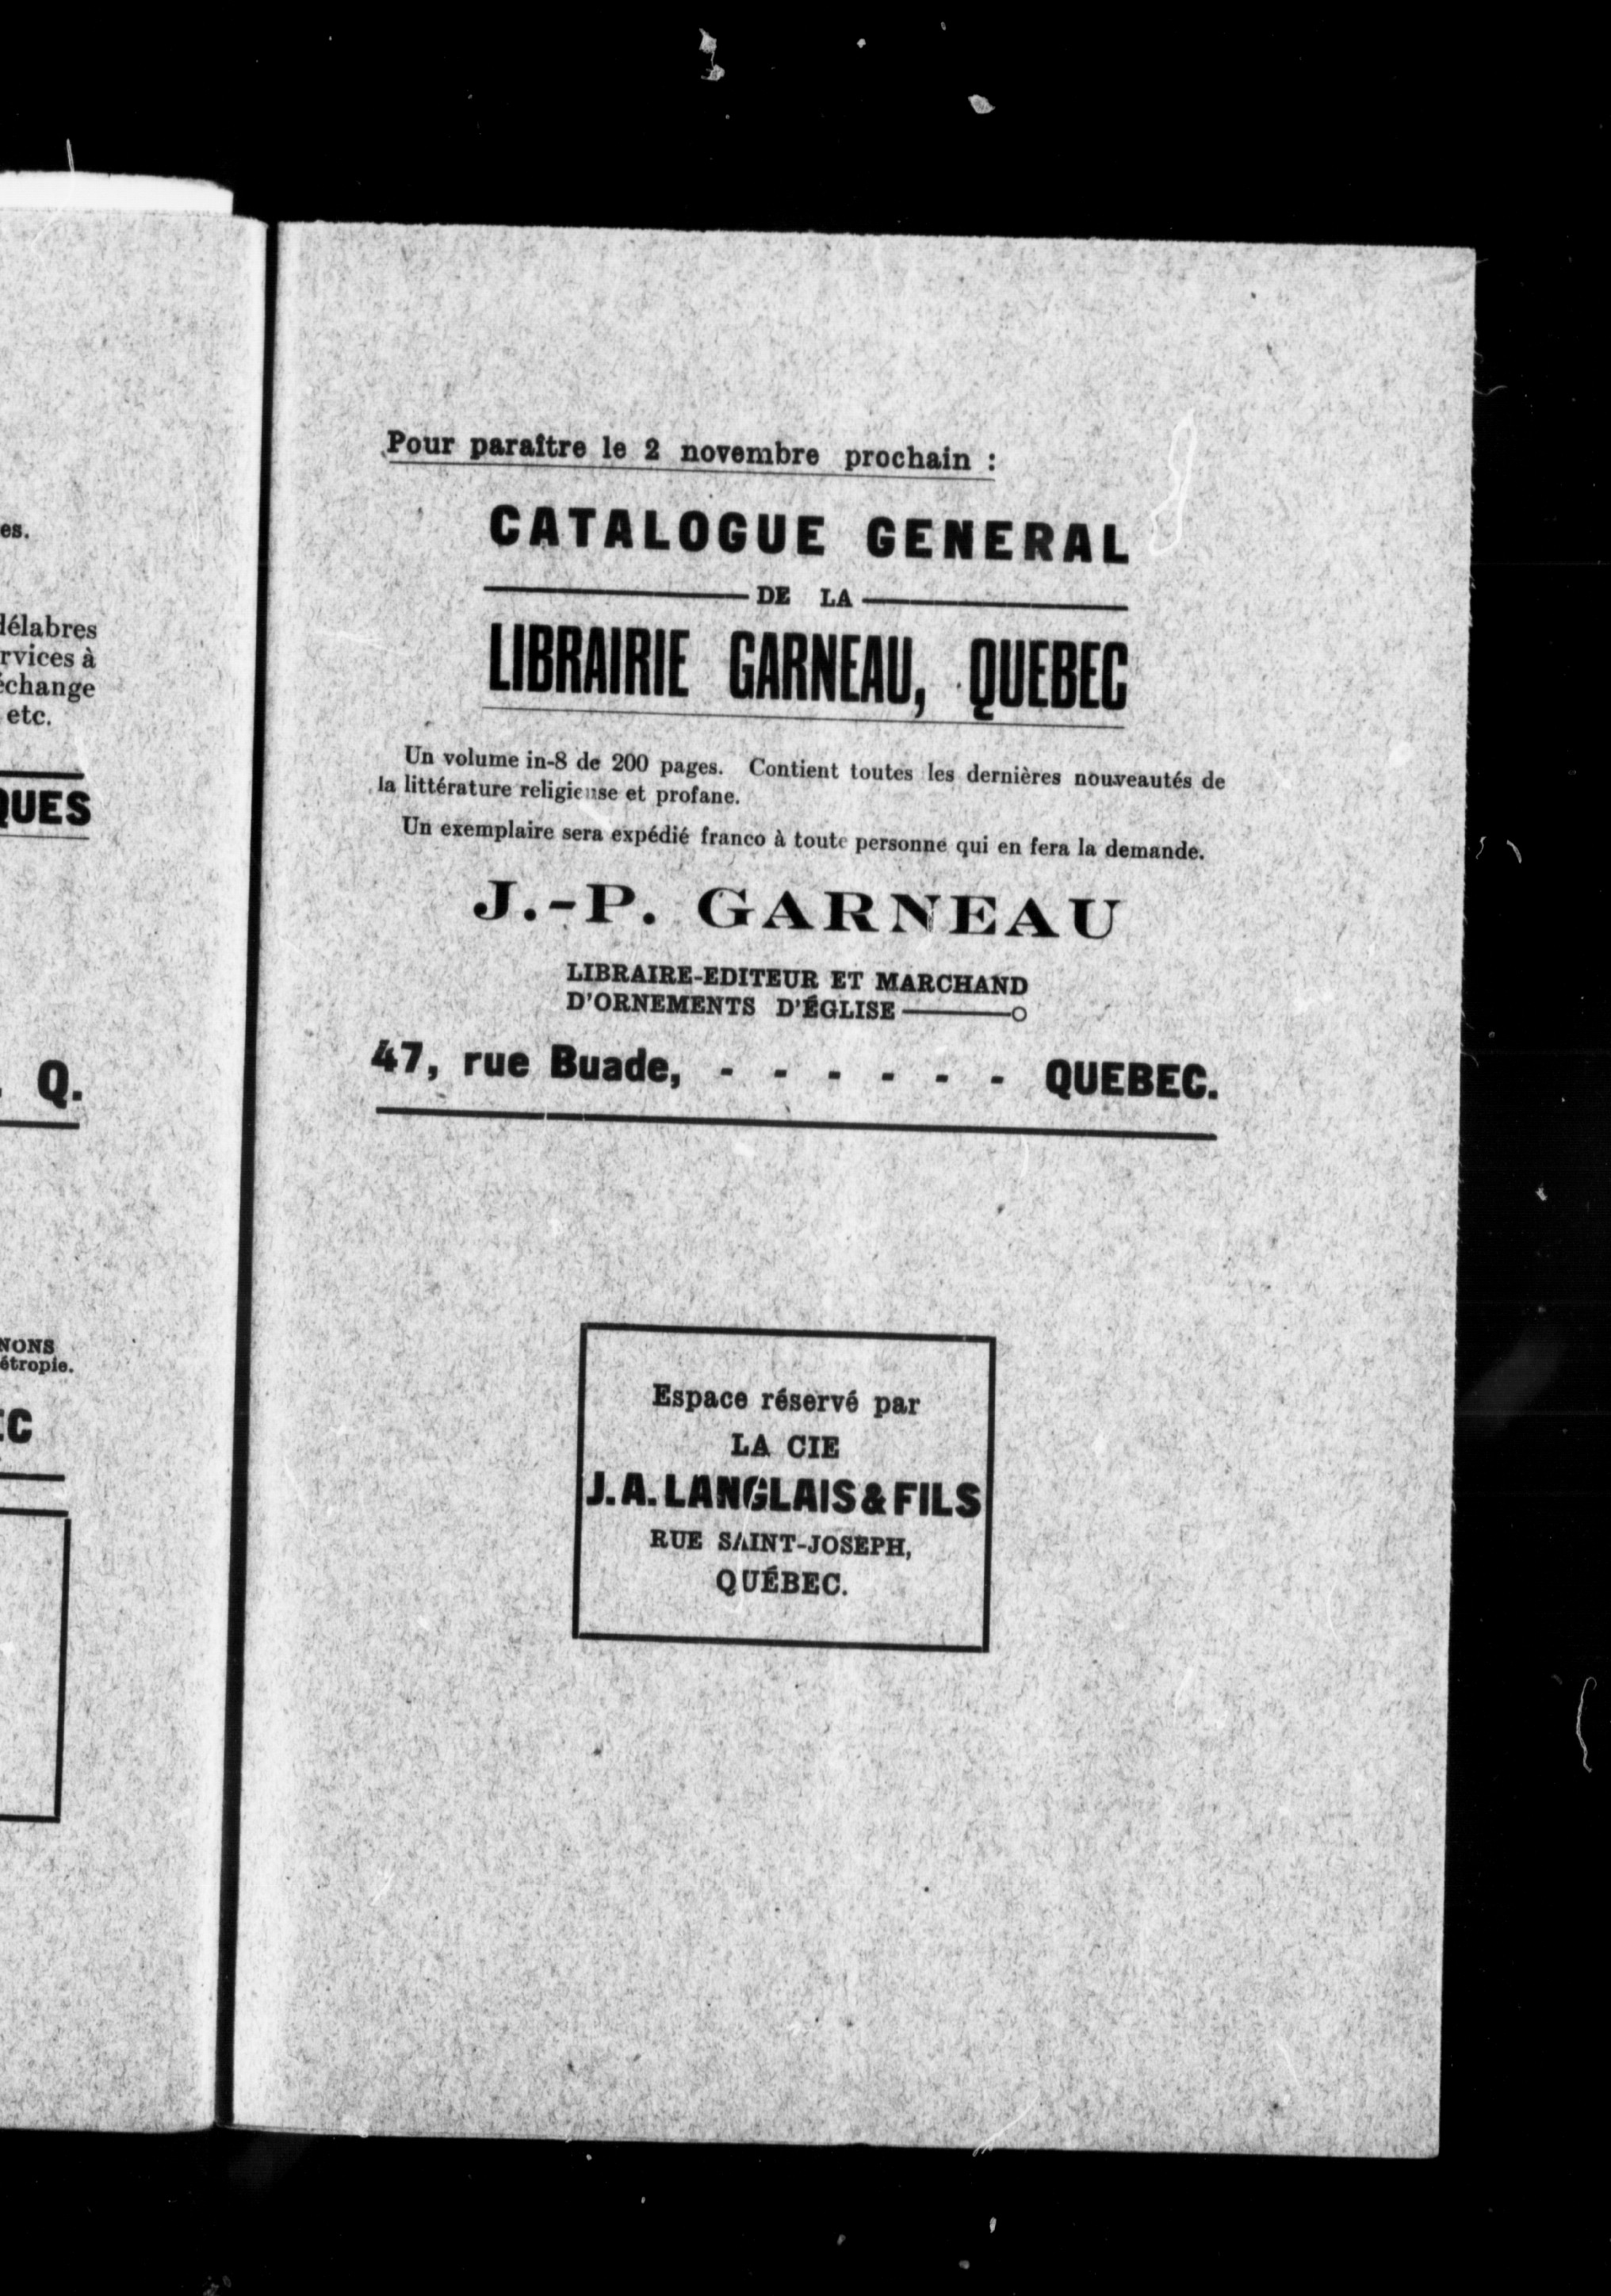 es.
délabres
rvices à
échange
etc.
QUES
Q.
NONS
étropie.
EC
Pour paraître le 2 novembre prochain :
CATALOGUE GENERAL
DE LA
LIBRAIRIE GARNEAU, QUEBEC
Un volume in-8 de 200 pages. Contient toutes les dernières nouveautés de
la littérature religieuse et profane.
Un exemplaire sera expédié franco à toute personne qui en fera la demande.
J.-P. GARNEAU
LIBRAIRE-EDITEUR ET MARCHAND
D'ORNEMENTS D'ÉGLISE
47, rue Buade, - - - - - - QUEBEC.
Espace réservé par
LA CIE
J. A. LANGLAIS & FILS
RUE SAINT-JOSEPH,
QUÉBEC.